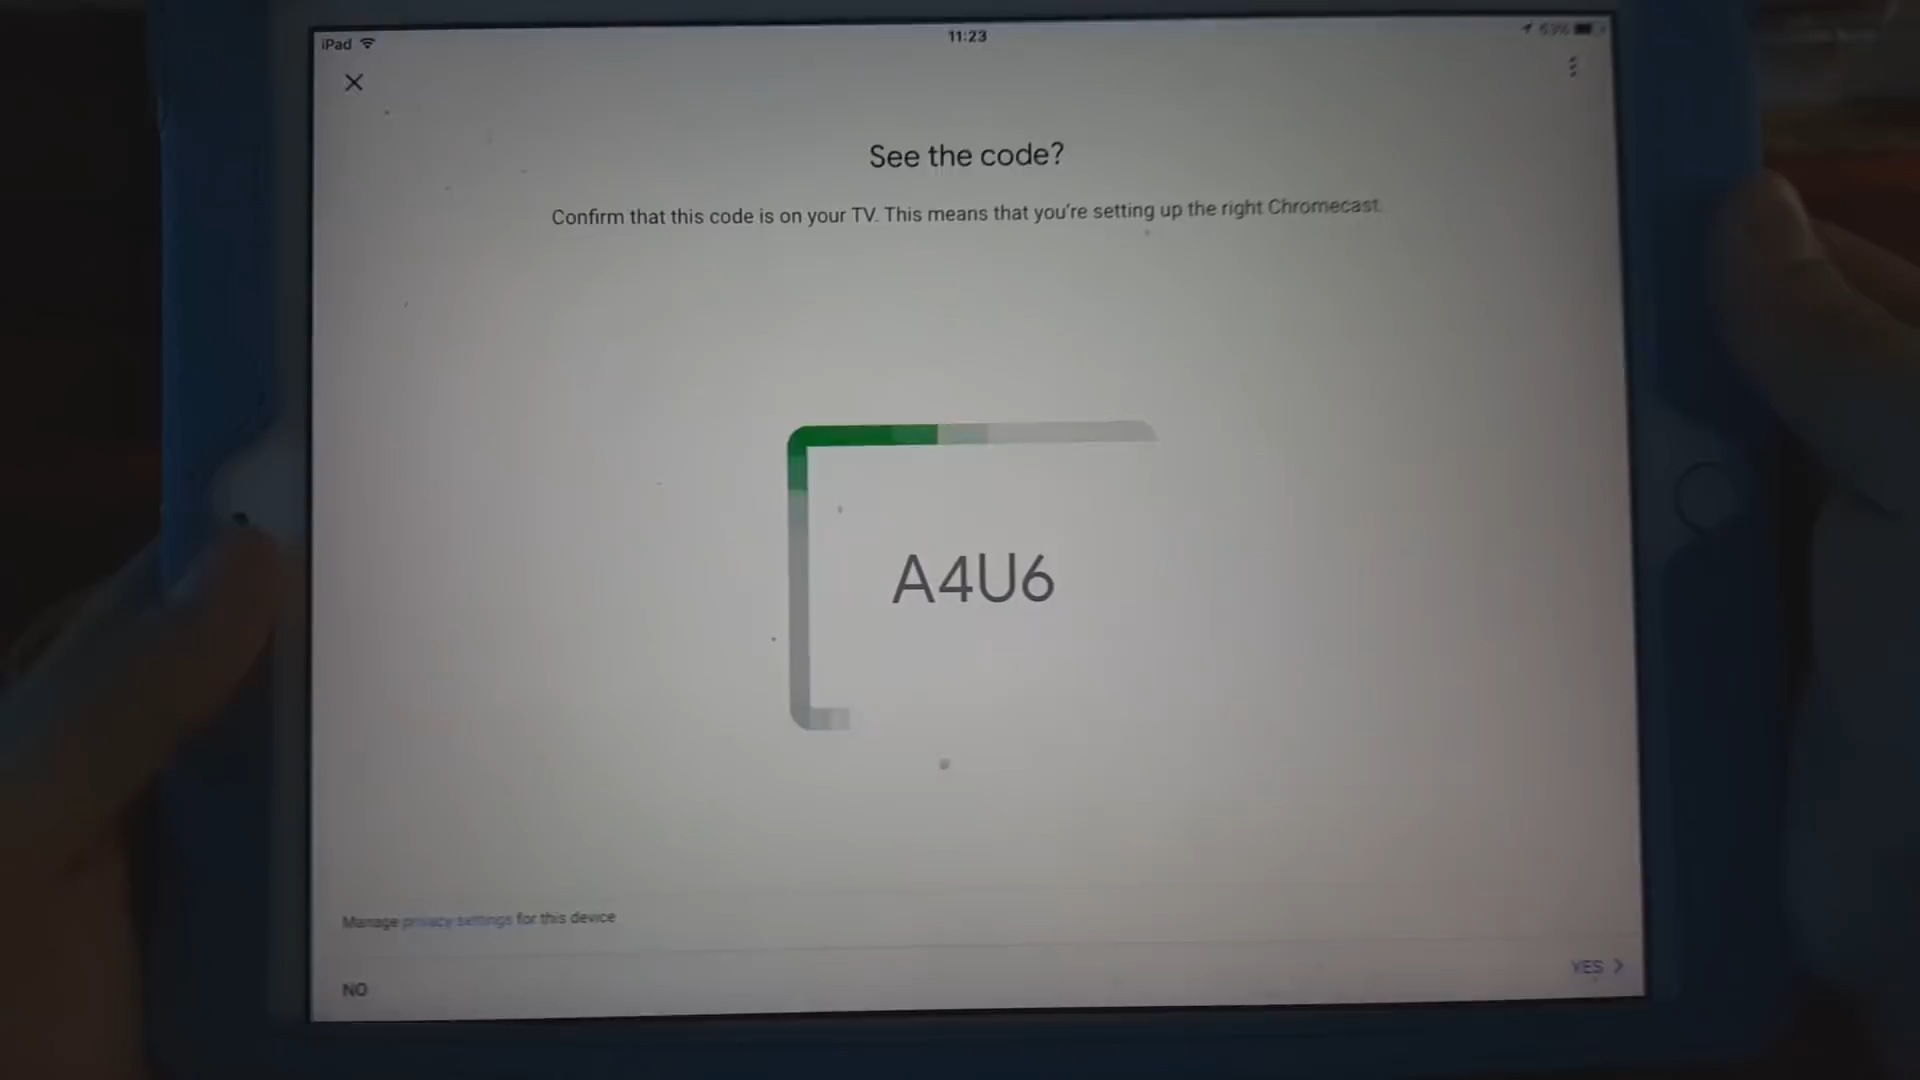 iPad
11:23
63%
See the code?
Confirm that this code is on your TV. This means that you're setting up the right Chromecast.
A4U6
Manage privacy settings for this device
NO
YES